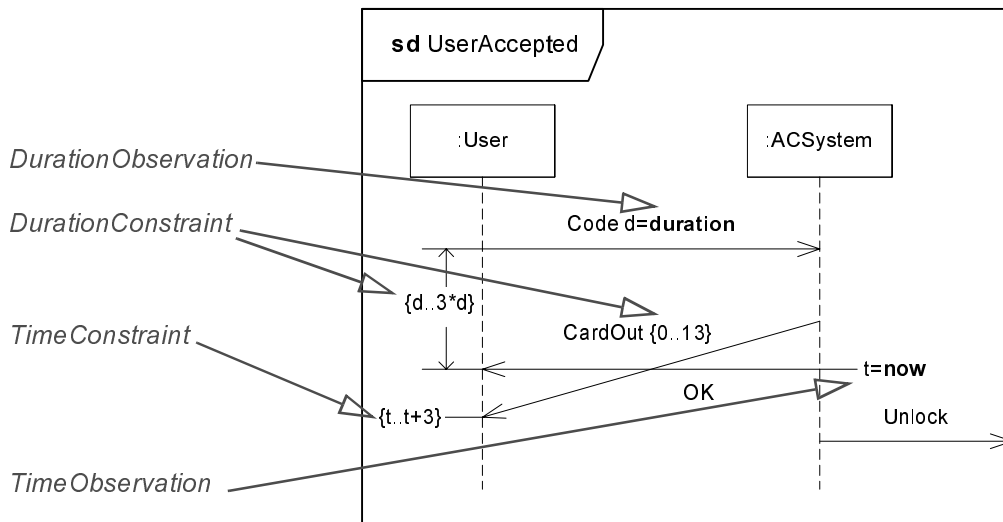 sd UserAccepted
:User
:ACSystem
DurationObservation
Code d=duration
DurationConstraint
{d..3*d}
CardOut {0..13}
TimeConstraint
t=now
OK
{t..t+3}
Unlock
TimeObservation